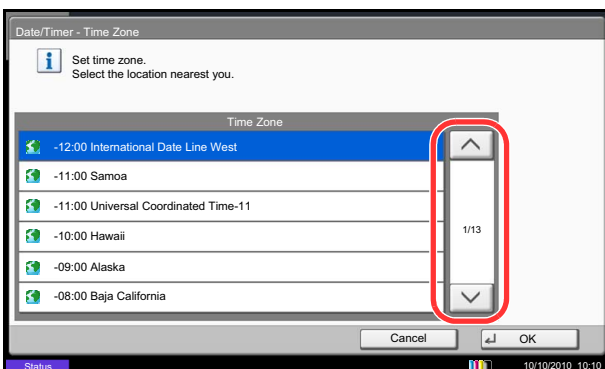 Date/Timer - Time Zone
Set time zone.
Select the location nearest you.
Time Zone
-12:00 International Date Line West
-11:00 Samoa
-11:00 Universal Coordinated Time-11
-10:00 Hawaii
1/13
-09:00 Alaska
-08:00 Baja California
Cancel
OK
Status
10/10/2010 10:10